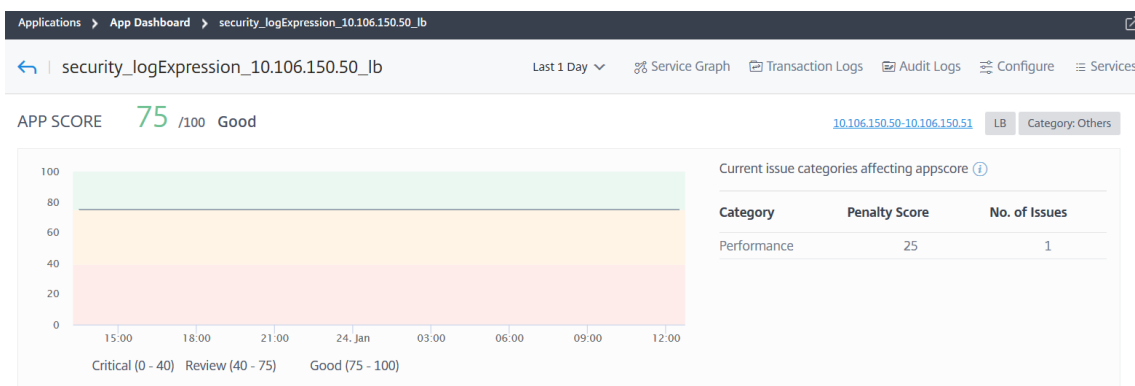 Applications > App Dashboard > security_logExpression_10.106.150.50_lb
security_logExpression_10.106.150.50_lb Last 1 Day Service Graph Transaction Logs Audit Logs Configure Services
APP SCORE 75 /100 Good 10.106.150.50-10.106.150.51 LB Category: Others
Current issue categories affecting appscore
Category Penalty Score No. of Issues
Performance 25 1
100
80
60
40
20
0
15:00 18:00 21:00 24. Jan 03:00 06:00 09:00 12:00
Critical (0 - 40) Review (40 - 75) Good (75 - 100)